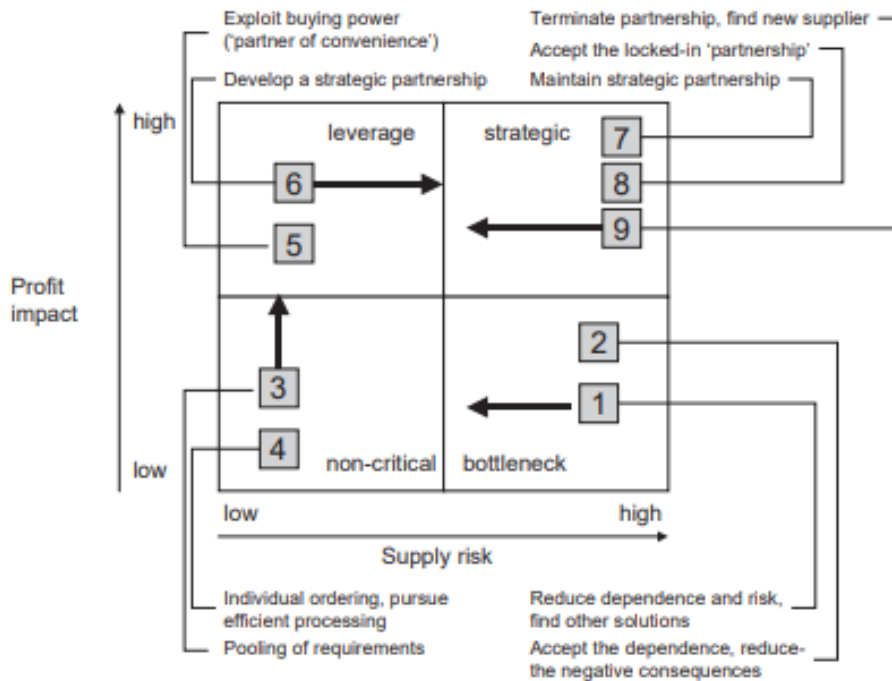 Exploit buying power
('partner of convenience')
Develop a strategic partnership
Terminate partnership, find new supplier
Accept the locked-in 'partnership'
Maintain strategic partnership
high
leverage
strategic
7
6
8
5
9
Profit
impact
2
3
1
4
low
non-critical
bottleneck
low
high
Supply risk
Individual ordering, pursue
efficient processing
Pooling of requirements
Reduce dependence and risk,
find other solutions
Accept the dependence, reduce-
the negative consequences